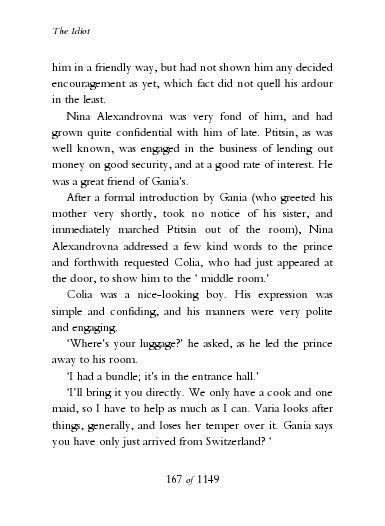 The Idiot
him in a friendly way, but had not shown him any decided
encouragement as yet, which fact did not quell his ardour
in the least.
Nina Alexandrovna was very fond of him, and had
grown quite confidential with him of late. Ptitsin, as was
well known, was engaged in the business of lending out
money on good security, and at a good rate of interest. He
was a great friend of Gania's.
After a formal introduction by Gania (who greeted his
mother very shortly, took no notice of his sister, and
immediately marched Ptitsin out of the room), Nina
Alexandrovna addressed a few kind words to the prince
and forthwith requested Colia, who had just appeared at
the door, to show him to the ‘ middle room.’
Colia was a nice-looking boy. His expression was
simple and confiding, and his manners were very polite
and engaging.
‘Where's your luggage?’ he asked, as he led the prince
away to his room.
‘I had a bundle; it's in the entrance hall.’
‘I'll bring it you directly. We only have a cook and one
maid, so I have to help as much as I can. Varia looks after
things, generally, and loses her temper over it. Gania says
you have only just arrived from Switzerland? ‘
167 of 1149